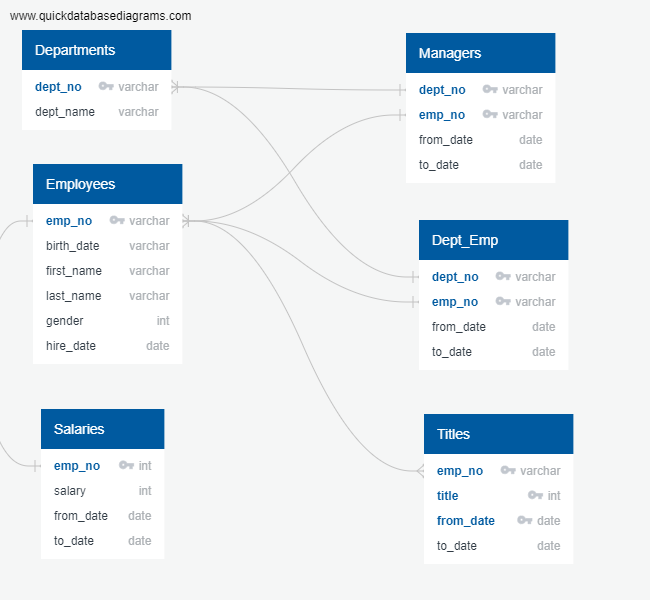 www.quickdatabasediagrams.com
Departments
dept_no varchar
dept_name varchar
Managers
dept_no varchar
emp_no varchar
from_date date
to_date date
Employees
emp_no varchar
birth_date varchar
first_name varchar
last_name varchar
gender int
hire_date date
Dept_Emp
dept_no varchar
emp_no varchar
from_date date
to_date date
Salaries
emp_no int
salary int
from_date date
to_date date
Titles
emp_no varchar
title int
from_date date
to_date date